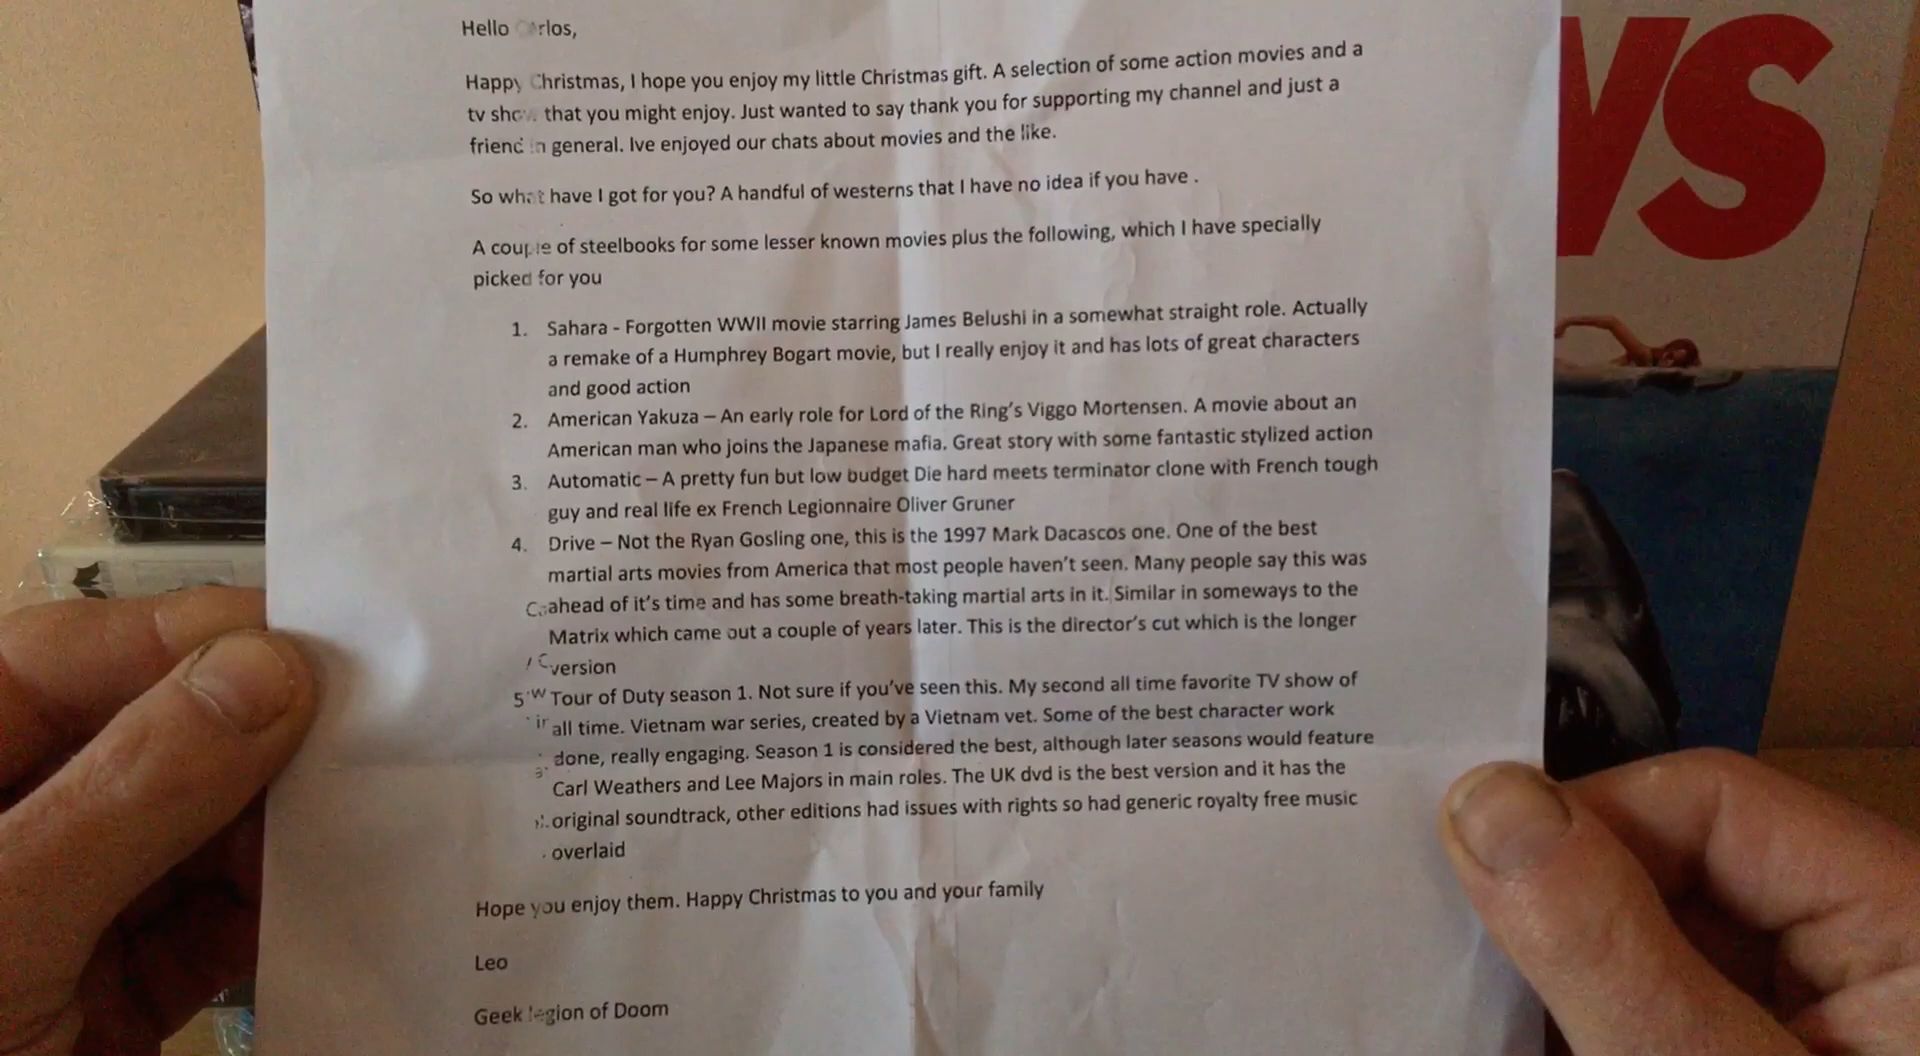 Hello Carlos,
Happy Christmas, I hope you enjoy my little Christmas gift. A selection of some action movies and a
tv show that you might enjoy. Just wanted to say thank you for supporting my channel and just a
friend in general. Ive enjoyed our chats about movies and the like.
So what have I got for you? A handful of westerns that I have no idea if you have .
A couple of steelbooks for some lesser known movies plus the following, which I have specially
picked for you
1. Sahara - Forgotten WWII movie starring James Belushi in a somewhat straight role. Actually
a remake of a Humphrey Bogart movie, but I really enjoy it and has lots of great characters
and good action
2. American Yakuza – An early role for Lord of the Ring's Viggo Mortensen. A movie about an
American man who joins the Japanese mafia. Great story with some fantastic stylized action
3. Automatic – A pretty fun but low budget Die hard meets terminator clone with French tough
guy and real life ex French Legionnaire Oliver Gruner
4. Drive – Not the Ryan Gosling one, this is the 1997 Mark Dacascos one. One of the best
martial arts movies from America that most people haven't seen. Many people say this was
ahead of it's time and has some breath-taking martial arts in it. Similar in someways to the
Matrix which came out a couple of years later. This is the director's cut which is the longer
version
5 Tour of Duty season 1. Not sure if you've seen this. My second all time favorite TV show of
all time. Vietnam war series, created by a Vietnam vet. Some of the best character work
done, really engaging. Season 1 is considered the best, although later seasons would feature
Carl Weathers and Lee Majors in main roles. The UK dvd is the best version and it has the
original soundtrack, other editions had issues with rights so had generic royalty free music
overlaid
Hope you enjoy them. Happy Christmas to you and your family
Leo
Geek legion of Doom
WS